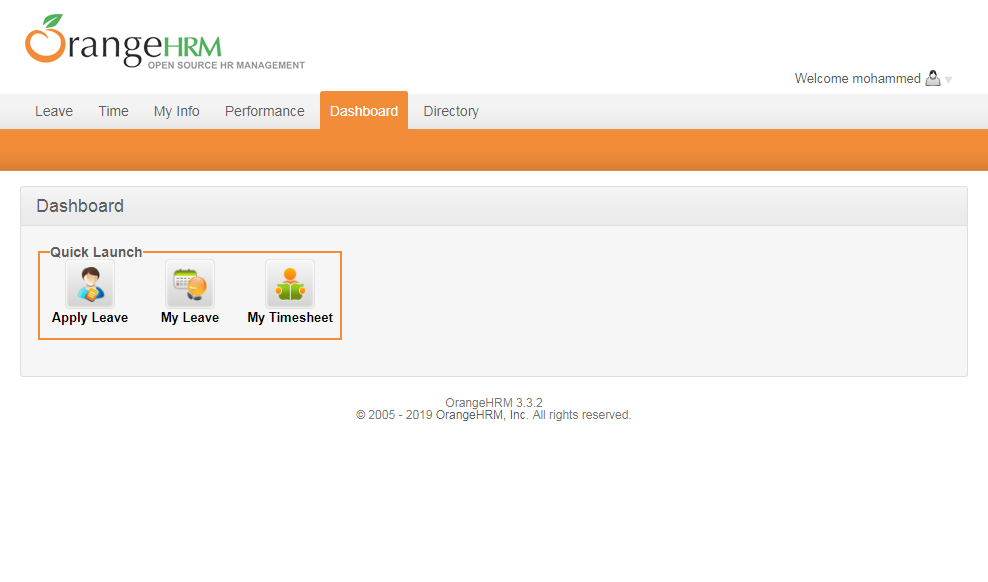 OrangeHRM
OPEN SOURCE HR MANAGEMENT
Welcome mohammed
Leave Time My Info Performance Dashboard Directory
Dashboard
Quick Launch
Apply Leave My Leave My Timesheet
OrangeHRM 3.3.2
© 2005 - 2019 OrangeHRM, Inc. All rights reserved.